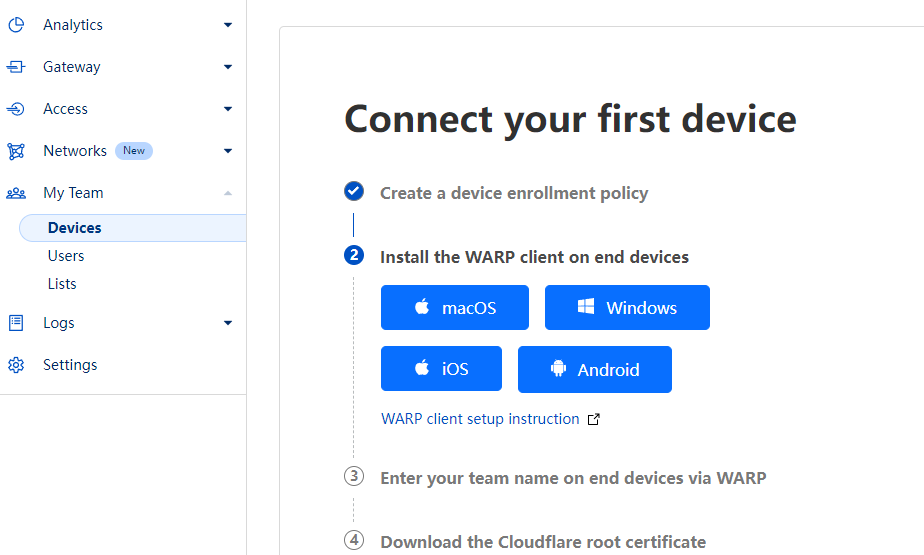 Analytics
Gateway
Access
Networks New
My Team
Devices
Users
Lists
Logs
Settings
Connect your first device
Create a device enrollment policy
2 Install the WARP client on end devices
macOS Windows
iOS Android
WARP client setup instruction
3 Enter your team name on end devices via WARP
4 Download the Cloudflare root certificate